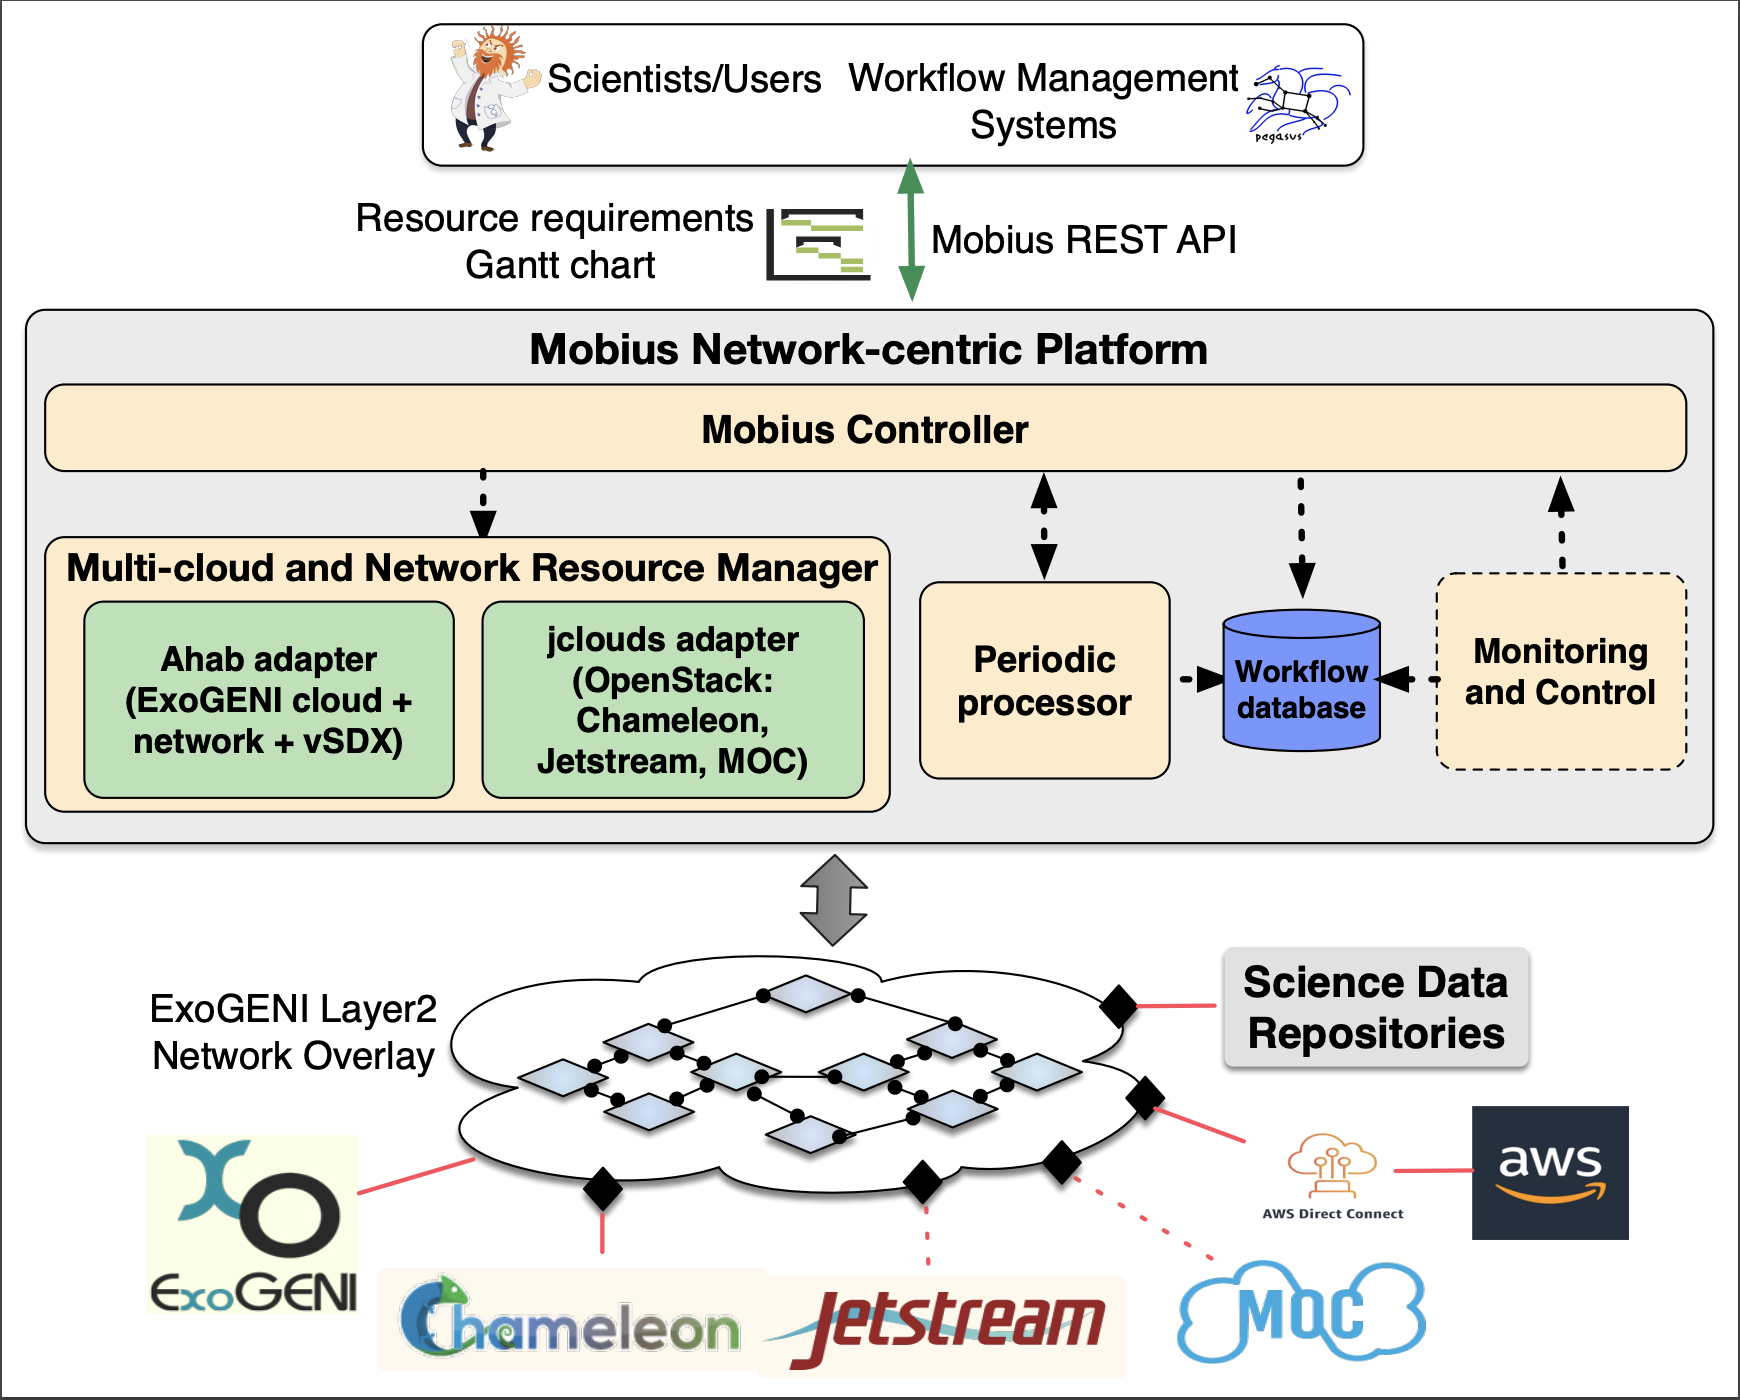 Scientists/Users
Workflow Management
Systems
pegasus
Resource requirements
Gantt chart
Mobius REST API
Mobius Network-centric Platform
Mobius Controller
Multi-cloud and Network Resource Manager
Ahab adapter
(ExoGENI cloud +
network + vSDX)
jclouds adapter
(OpenStack:
Chameleon,
Jetstream, MOC)
Periodic
processor
Workflow
database
Monitoring
and Control
ExoGENI Layer2
Network Overlay
Science Data
Repositories
XO
ExoGENI
Chameleon
Jetstream
MOC
AWS Direct Connect
aws